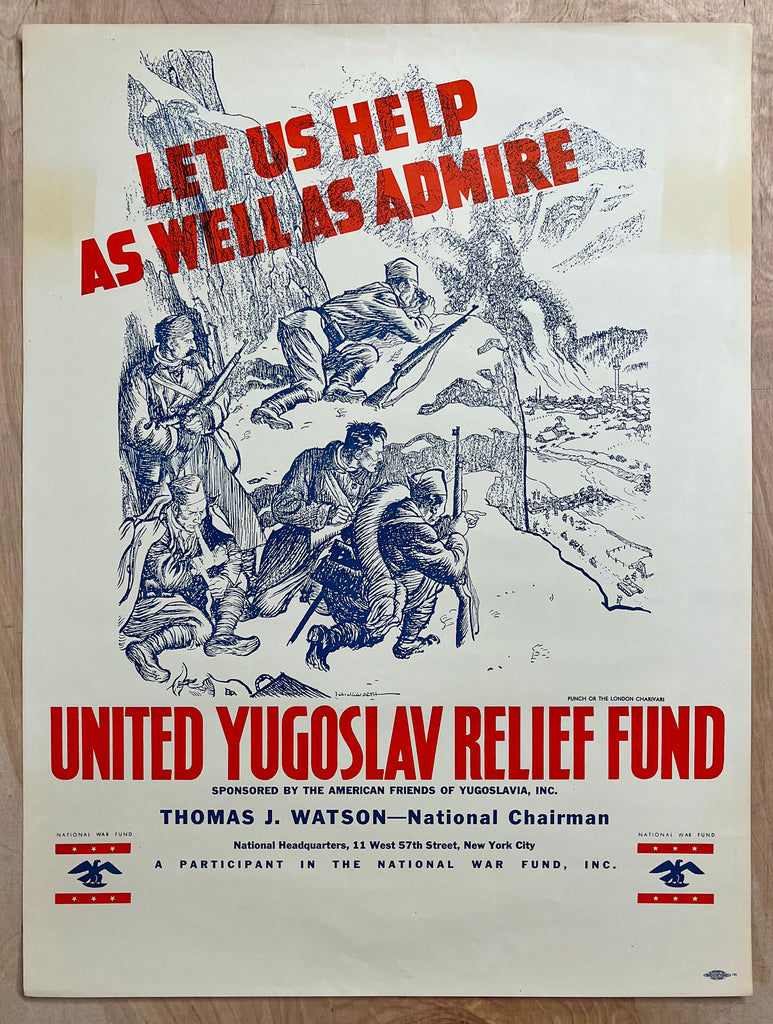 LET US HELP
AS WELL AS ADMIRE
PUNCH OR THE LONDON CHARIVARI
UNITED YUGOSLAV RELIEF FUND
SPONSORED BY THE AMERICAN FRIENDS OF YUGOSLAVIA, INC.
THOMAS J. WATSON—National Chairman
National Headquarters, 11 West 57th Street, New York City
A PARTICIPANT IN THE NATIONAL WAR FUND, INC.
NATIONAL WAR FUND
NATIONAL WAR FUND